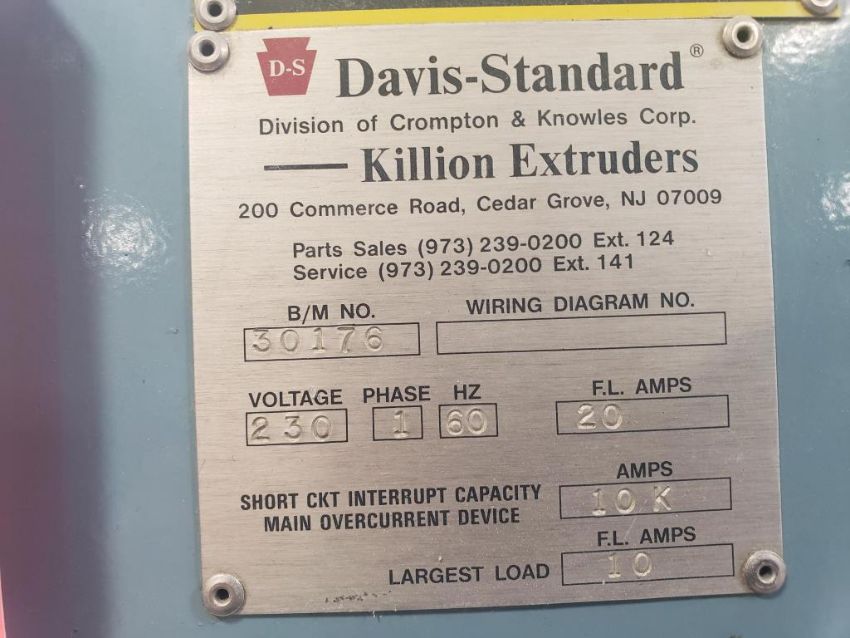 D-S Davis-Standard®
Division of Crompton & Knowles Corp.
Killion Extruders
200 Commerce Road, Cedar Grove, NJ 07009
Parts Sales (973) 239-0200 Ext. 124
Service (973) 239-0200 Ext. 141
B/M NO. WIRING DIAGRAM NO.
30176
VOLTAGE PHASE HZ F.L. AMPS
230 1 60 20
AMPS
SHORT CKT INTERRUPT CAPACITY
MAIN OVERCURRENT DEVICE 10K
F.L. AMPS
LARGEST LOAD 10